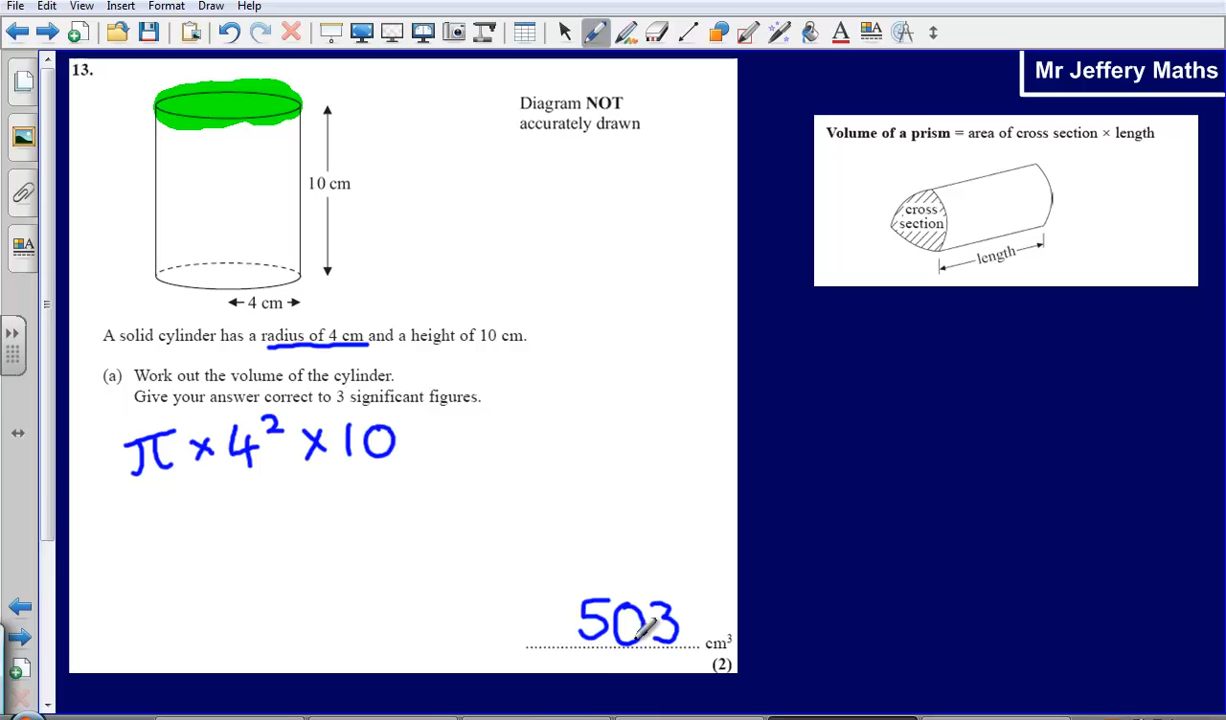 File Edit View Insert Format Draw Help
Mr Jeffery Maths
13.
Diagram NOT
accurately drawn
10 cm
4 cm
Volume of a prism = area of cross section × length
cross
section
length
A solid cylinder has a radius of 4 cm and a height of 10 cm.
(a) Work out the volume of the cylinder.
Give your answer correct to 3 significant figures.
π × 4² × 10
503
.......................................... cm³
(2)